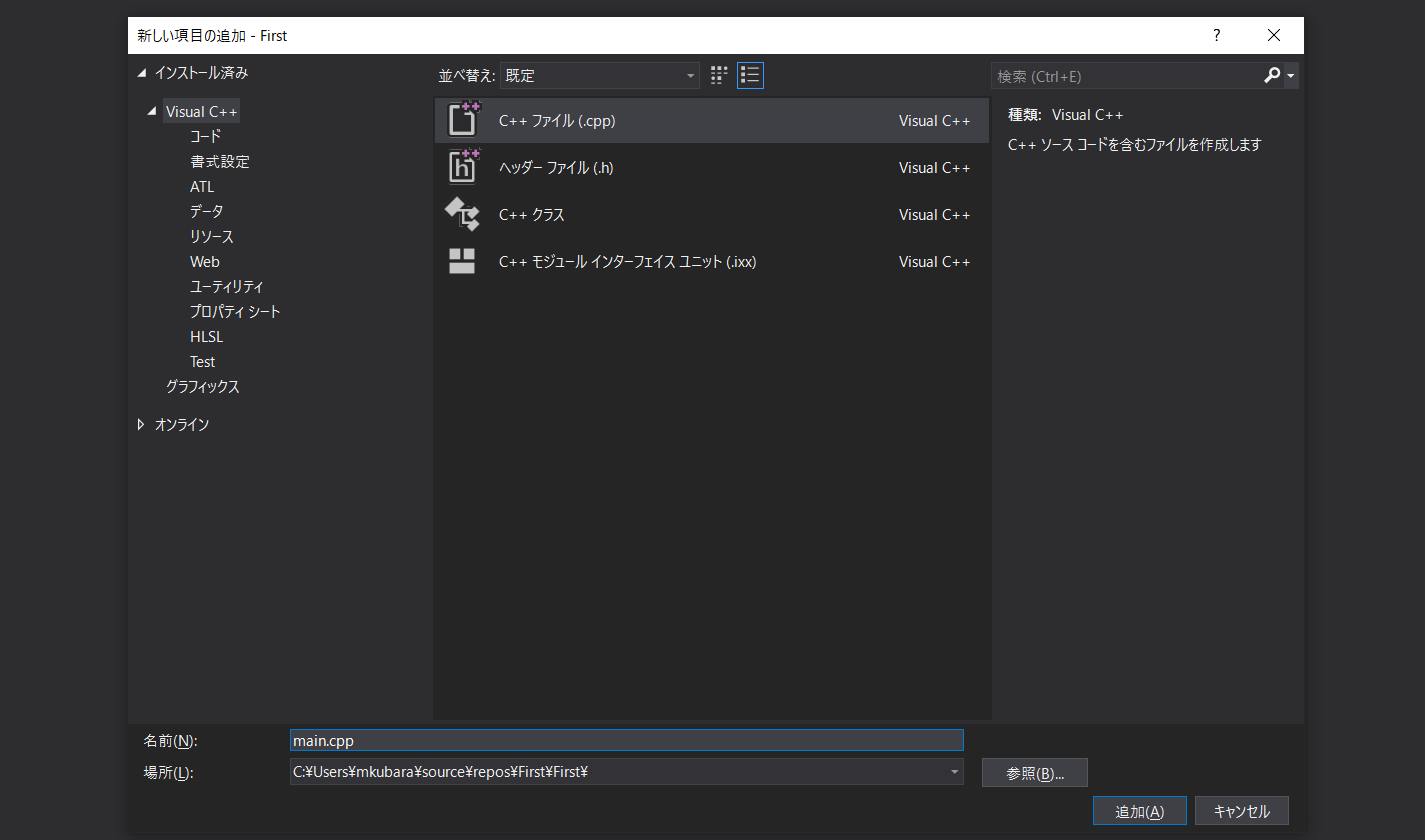 新しい項目の追加 - First
?
インストール済み
並べ替え: 既定
検索 (Ctrl+E)
Visual C++
コード
書式設定
ATL
データ
リソース
Web
ユーティリティ
プロパティ シート
HLSL
Test
グラフィックス
オンライン
C++ ファイル (.cpp) Visual C++
ヘッダー ファイル (.h) Visual C++
C++ クラス Visual C++
C++ モジュール インターフェイス ユニット (.ixx) Visual C++
種類: Visual C++
C++ ソース コードを含むファイルを作成します
名前(N): main.cpp
場所(L): C:¥Users¥mkubara¥source¥repos¥First¥First¥
参照(B)...
追加(A) キャンセル